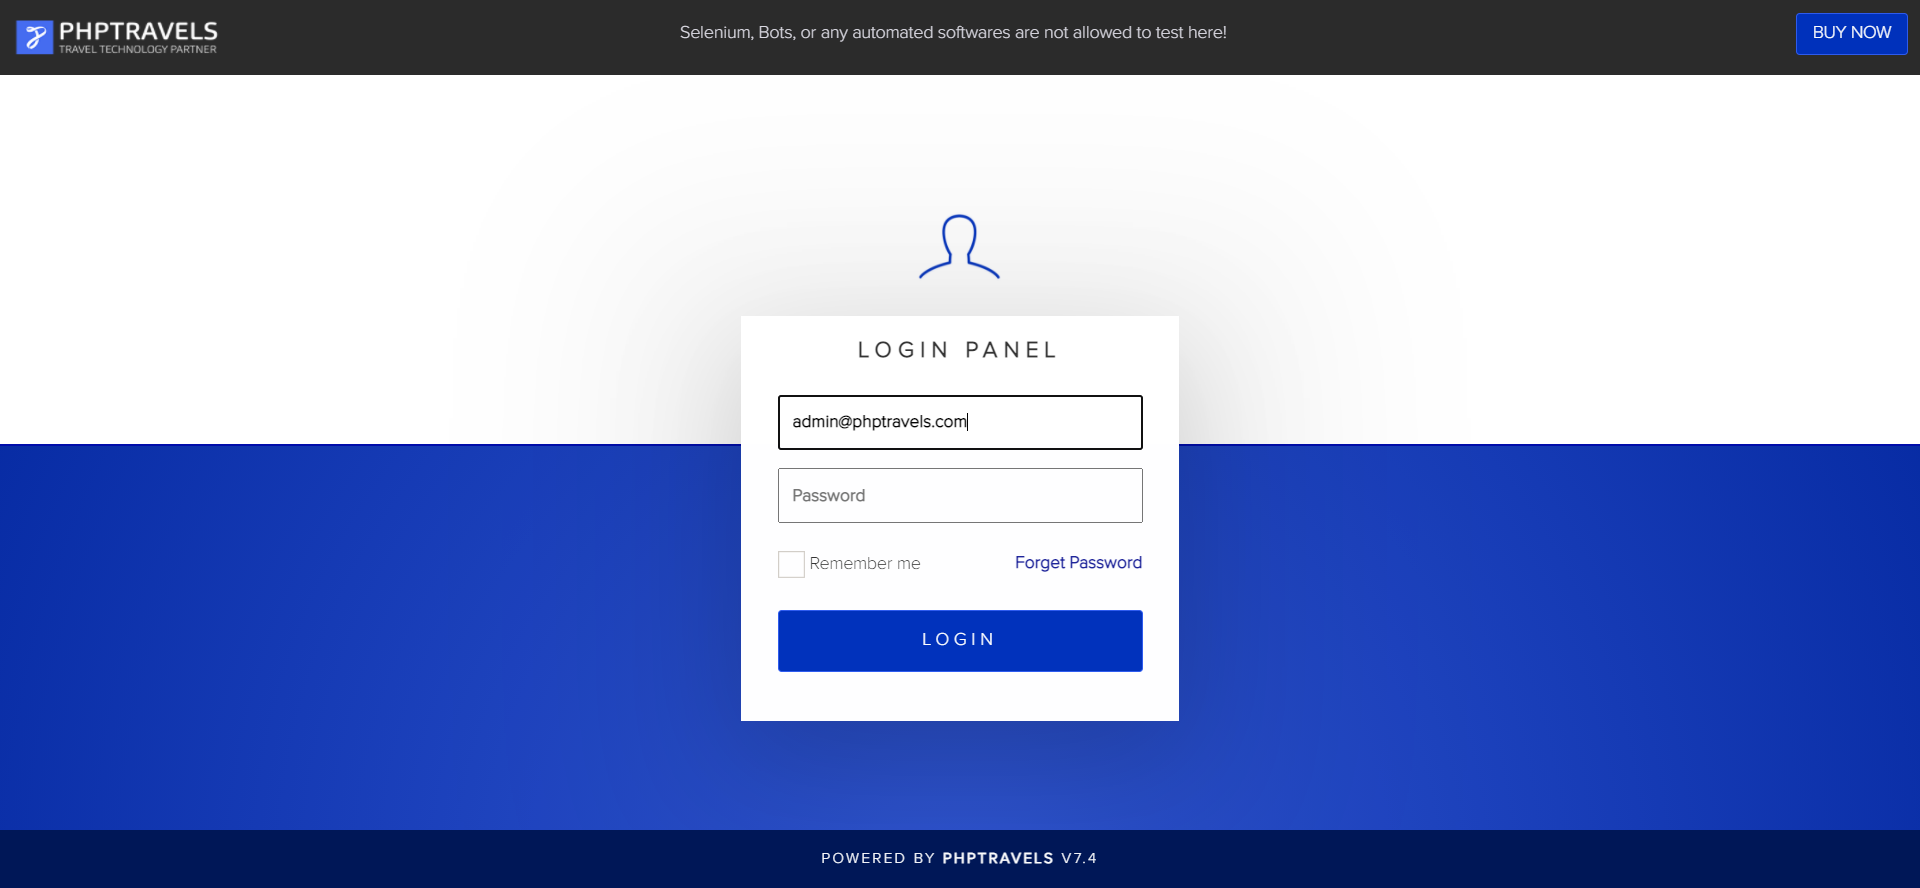 PHPTRAVELS
TRAVEL TECHNOLOGY PARTNER
Selenium, Bots, or any automated softwares are not allowed to test here!
BUY NOW
LOGIN PANEL
admin@phptravels.com
Password
Remember me
Forget Password
LOGIN
POWERED BY PHPTRAVELS V7.4